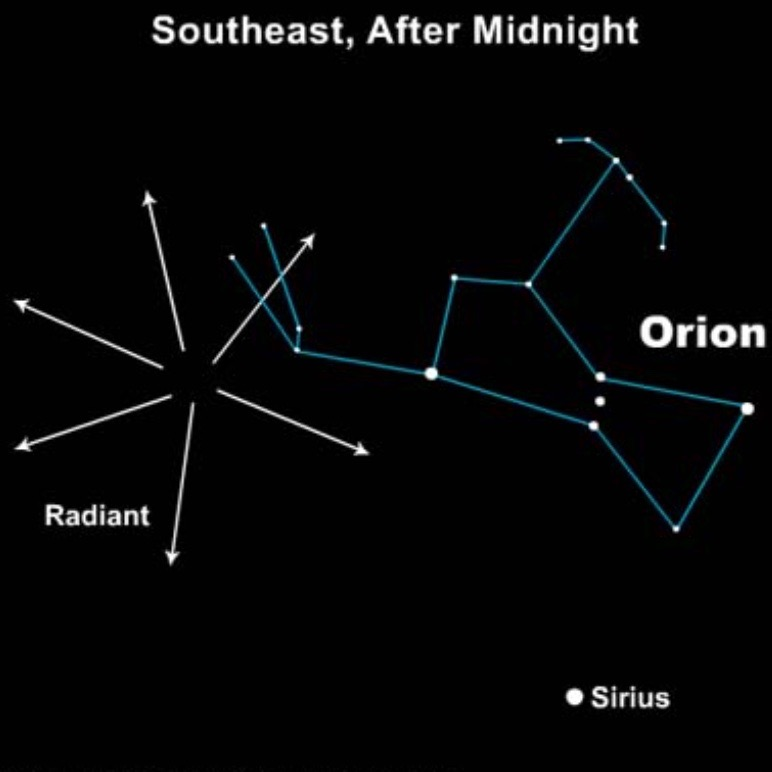 Southeast, After Midnight
Orion
Radiant
Sirius